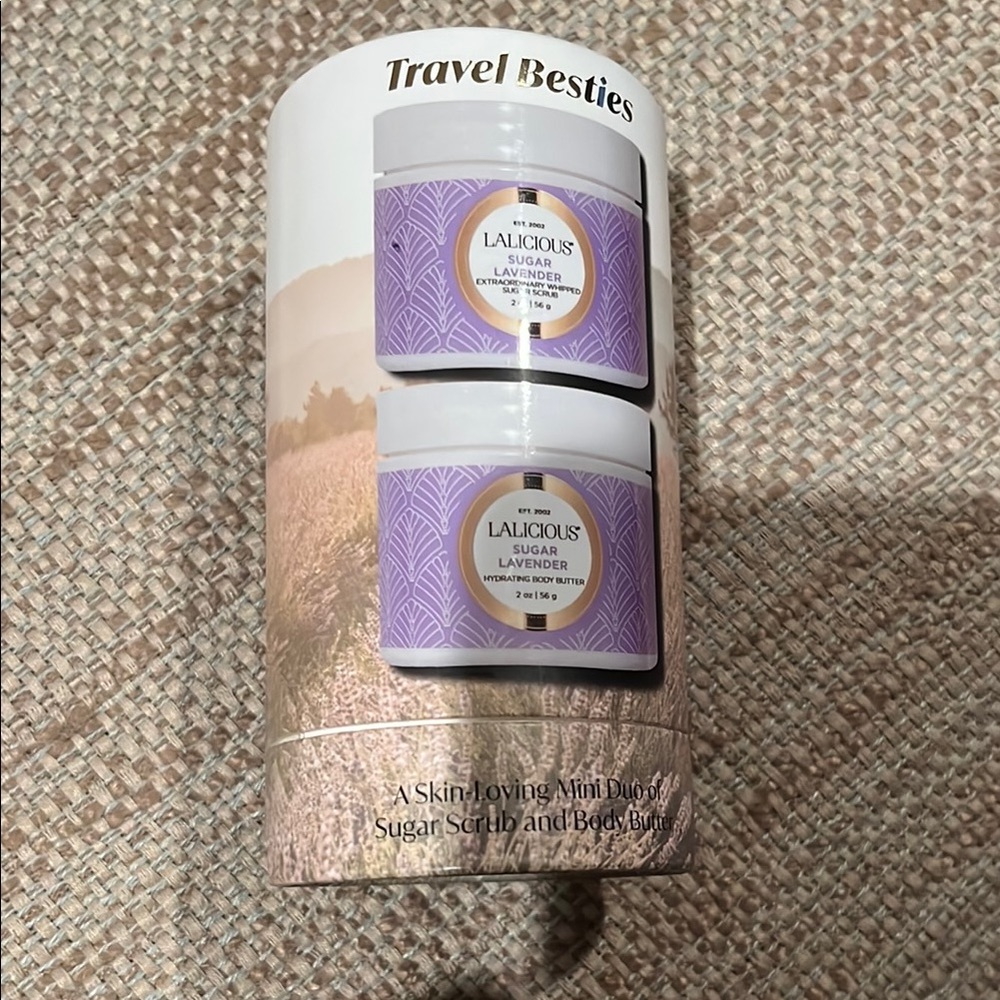 Travel Besties
EST. 2002
LALICIOUS
SUGAR
LAVENDER
EXTRAORDINARY WHIPPED
SUGAR SCRUB
2 oz | 56 g
EST. 2002
LALICIOUS
SUGAR
LAVENDER
HYDRATING BODY BUTTER
2 oz | 56 g
A Skin-Loving Mini Duo of
Sugar Scrub and Body Butter